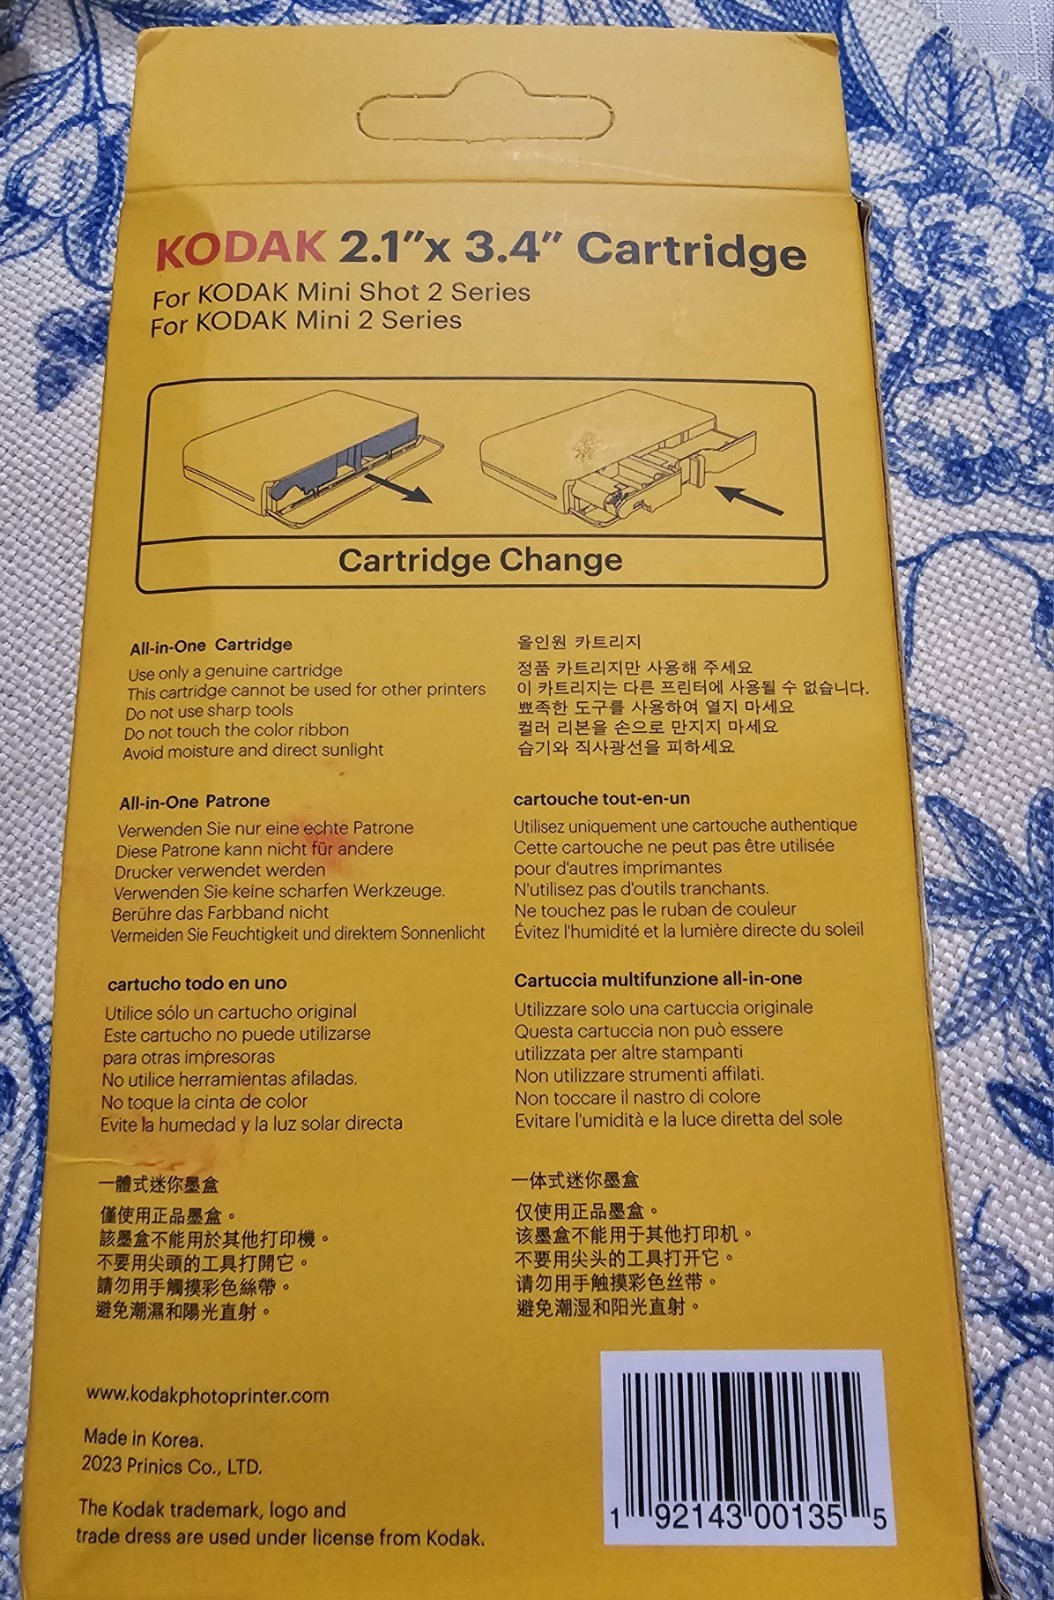 KODAK 2.1”x 3.4” Cartridge
For KODAK Mini Shot 2 Series
For KODAK Mini 2 Series
Cartridge Change
All-in-One Cartridge
Use only a genuine cartridge
This cartridge cannot be used for other printers
Do not use sharp tools
Do not touch the color ribbon
Avoid moisture and direct sunlight
올인원 카트리지
정품 카트리지만 사용해 주세요
이 카트리지는 다른 프린터에 사용될 수 없습니다.
뾰족한 도구를 사용하여 열지 마세요
컬러 리본을 손으로 만지지 마세요
습기와 직사광선을 피하세요
All-in-One Patrone
Verwenden Sie nur eine echte Patrone
Diese Patrone kann nicht für andere
Drucker verwendet werden
Verwenden Sie keine scharfen Werkzeuge.
Berühre das Farbband nicht
Vermeiden Sie Feuchtigkeit und direktem Sonnenlicht
cartouche tout-en-un
Utilisez uniquement une cartouche authentique
Cette cartouche ne peut pas être utilisée
pour d'autres imprimantes
N'utilisez pas d'outils tranchants.
Ne touchez pas le ruban de couleur
Évitez l'humidité et la lumière directe du soleil
cartucho todo en uno
Utilice sólo un cartucho original
Este cartucho no puede utilizarse
para otras impresoras
No utilice herramientas afiladas.
No toque la cinta de color
Evite la humedad y la luz solar directa
Cartuccia multifunzione all-in-one
Utilizzare solo una cartuccia originale
Questa cartuccia non può essere
utilizzata per altre stampanti
Non utilizzare strumenti affilati.
Non toccare il nastro di colore
Evitare l'umidità e la luce diretta del sole
一體式迷你墨盒
僅使用正品墨盒。
該墨盒不能用於其他打印機。
不要用尖頭的工具打開它。
請勿用手觸摸彩色絲帶。
避免潮濕和陽光直射。
一体式迷你墨盒
仅使用正品墨盒。
该墨盒不能用于其他打印机。
不要用尖头的工具打开它。
请勿用手触摸彩色丝带。
避免潮湿和阳光直射。
www.kodakphotoprinter.com
Made in Korea.
2023 Prinics Co., LTD.
The Kodak trademark, logo and
trade dress are used under license from Kodak.
1 92143 00135 5